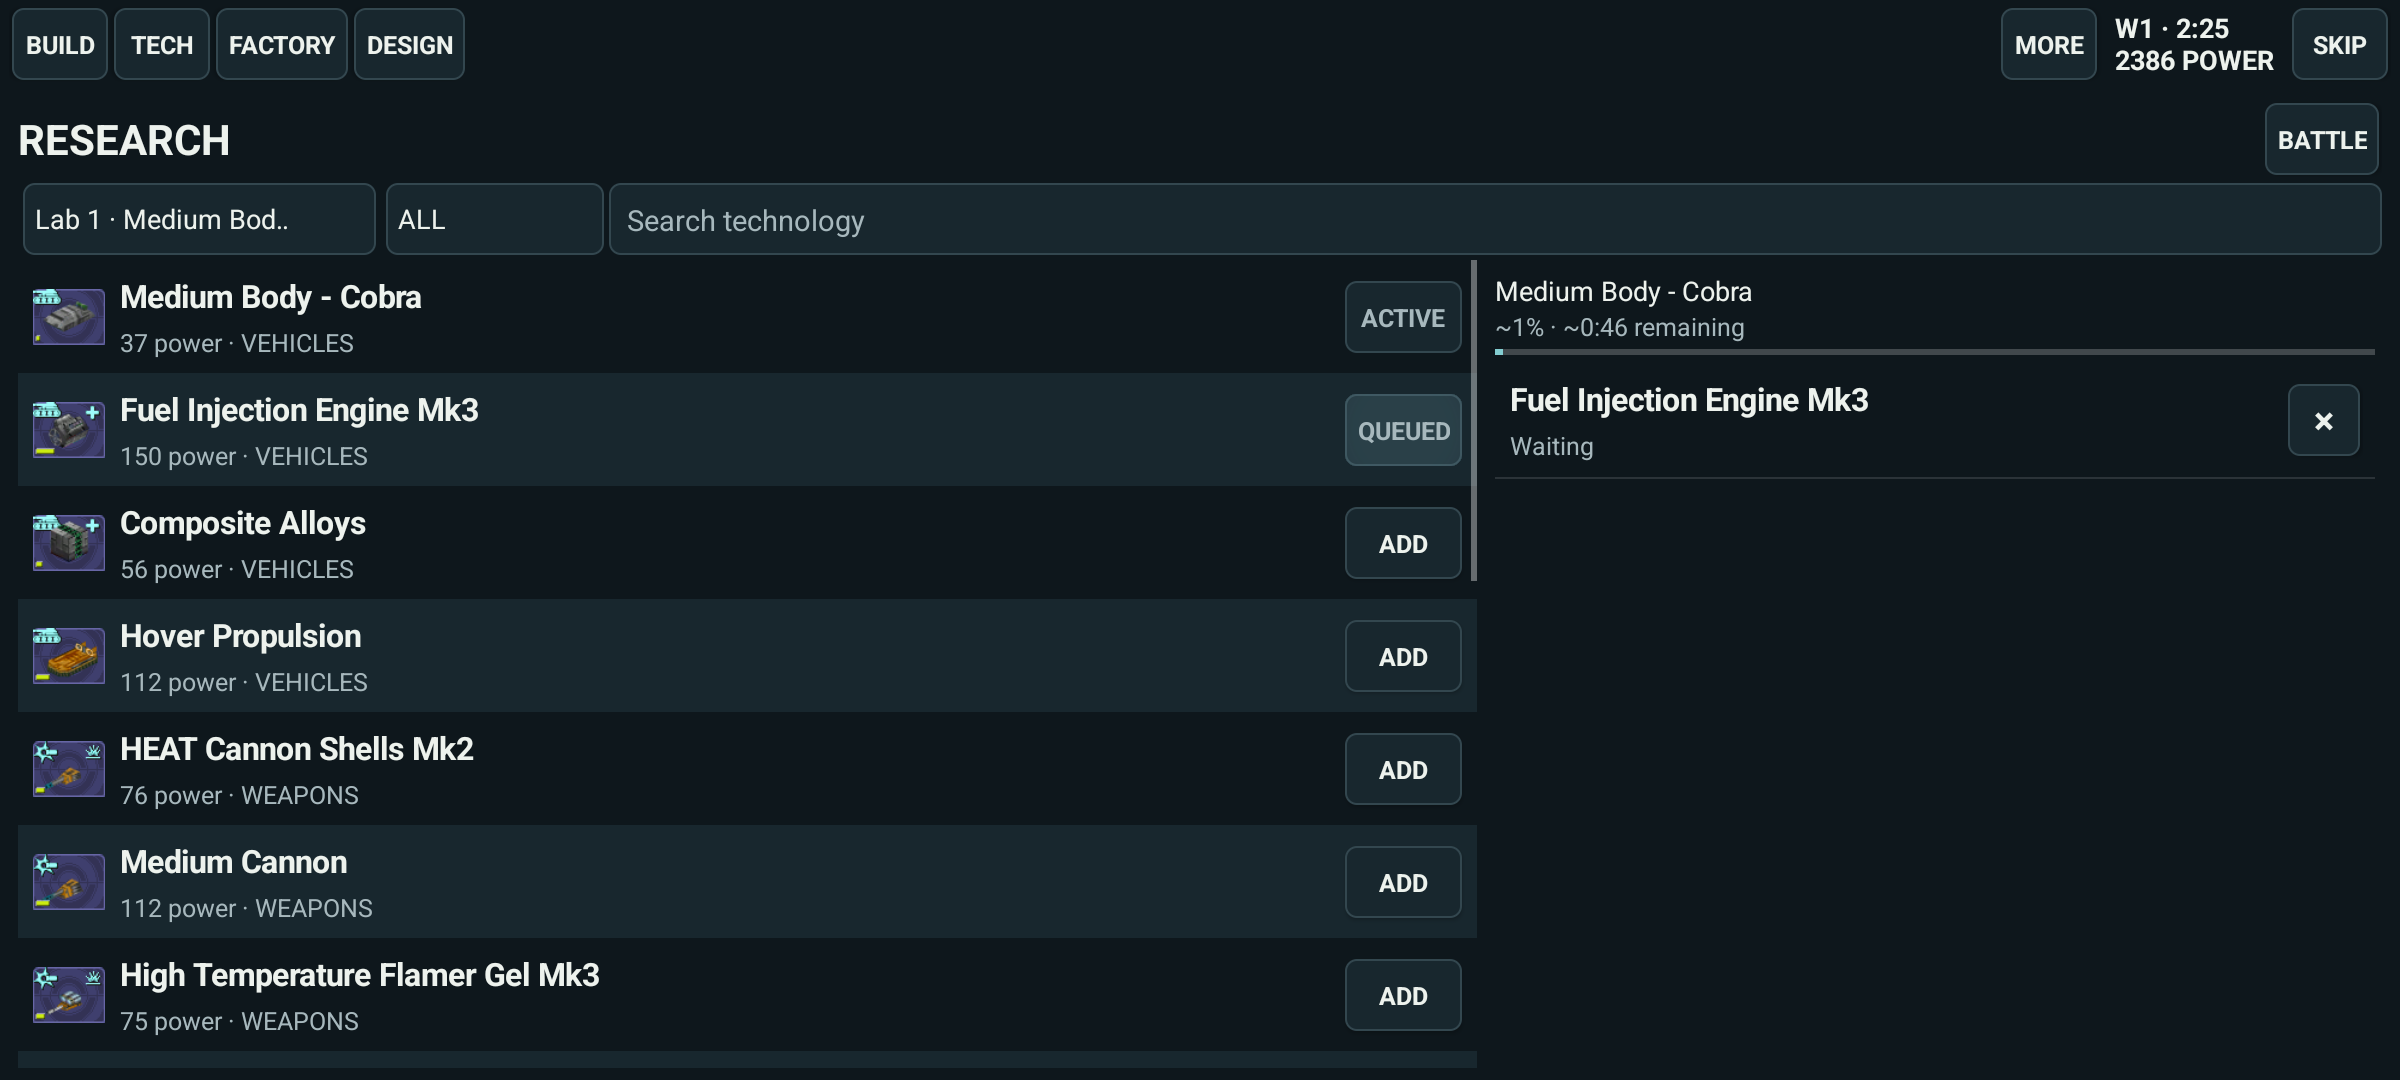 BUILD
TECH
FACTORY
DESIGN
MORE
W1 · 2:25
2386 POWER
SKIP
RESEARCH
BATTLE
Lab 1 · Medium Bod..
ALL
Search technology
Medium Body - Cobra
37 power · VEHICLES
ACTIVE
Fuel Injection Engine Mk3
150 power · VEHICLES
QUEUED
Composite Alloys
56 power · VEHICLES
ADD
Hover Propulsion
112 power · VEHICLES
ADD
HEAT Cannon Shells Mk2
76 power · WEAPONS
ADD
Medium Cannon
112 power · WEAPONS
ADD
High Temperature Flamer Gel Mk3
75 power · WEAPONS
ADD
Medium Body - Cobra
~1% · ~0:46 remaining
Fuel Injection Engine Mk3
Waiting
×